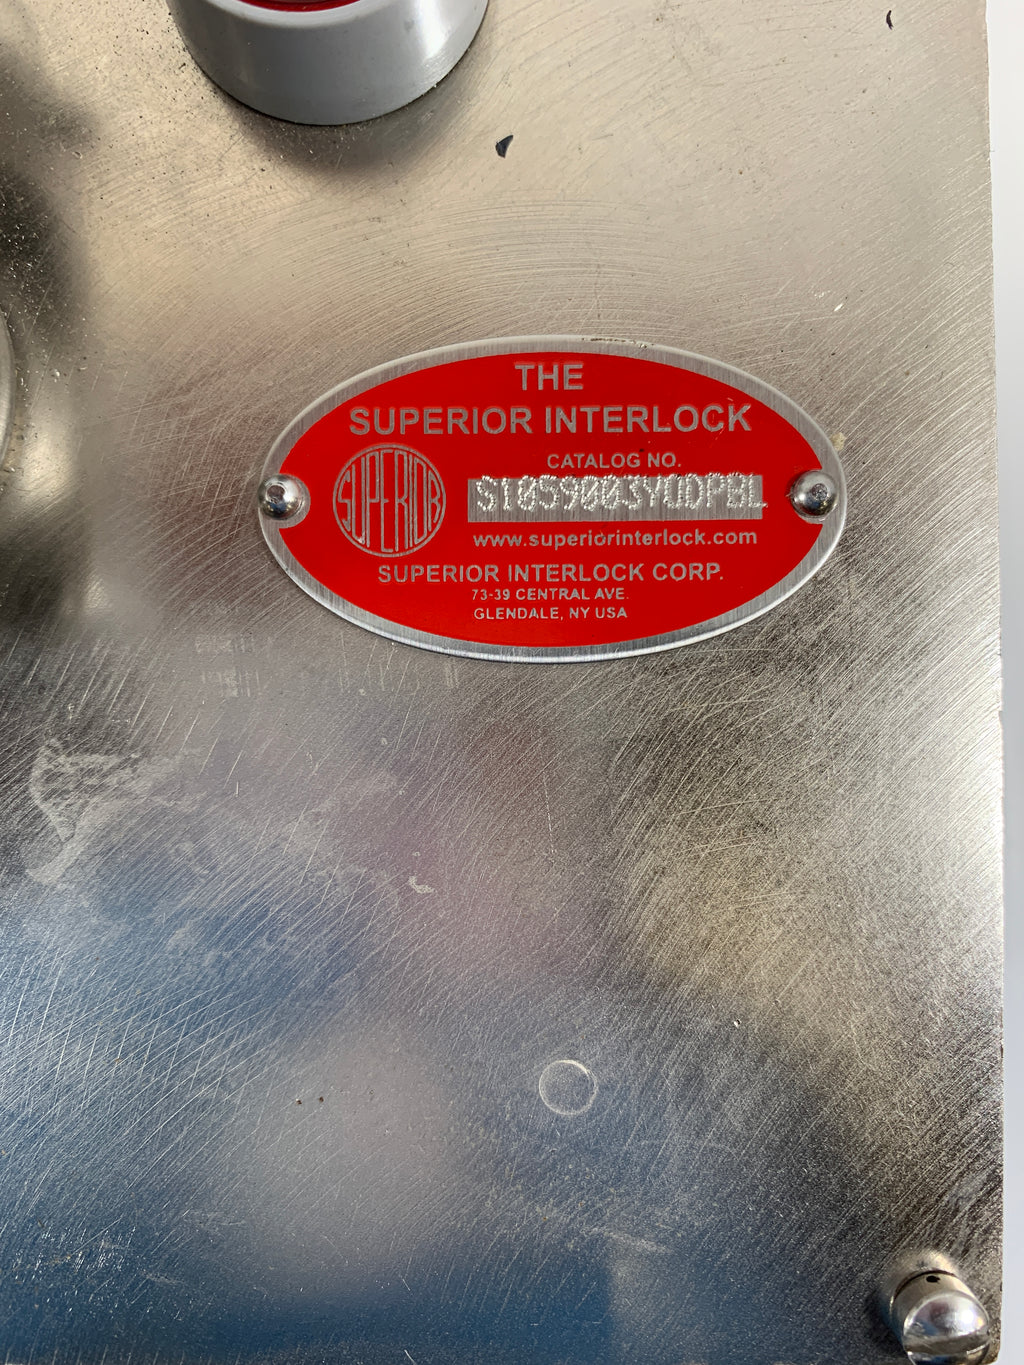 THE
SUPERIOR INTERLOCK
SUPERIOR
CATALOG NO.
S1059003YUDPBL
www.superiorinterlock.com
SUPERIOR INTERLOCK CORP.
73-39 CENTRAL AVE.
GLENDALE, NY USA